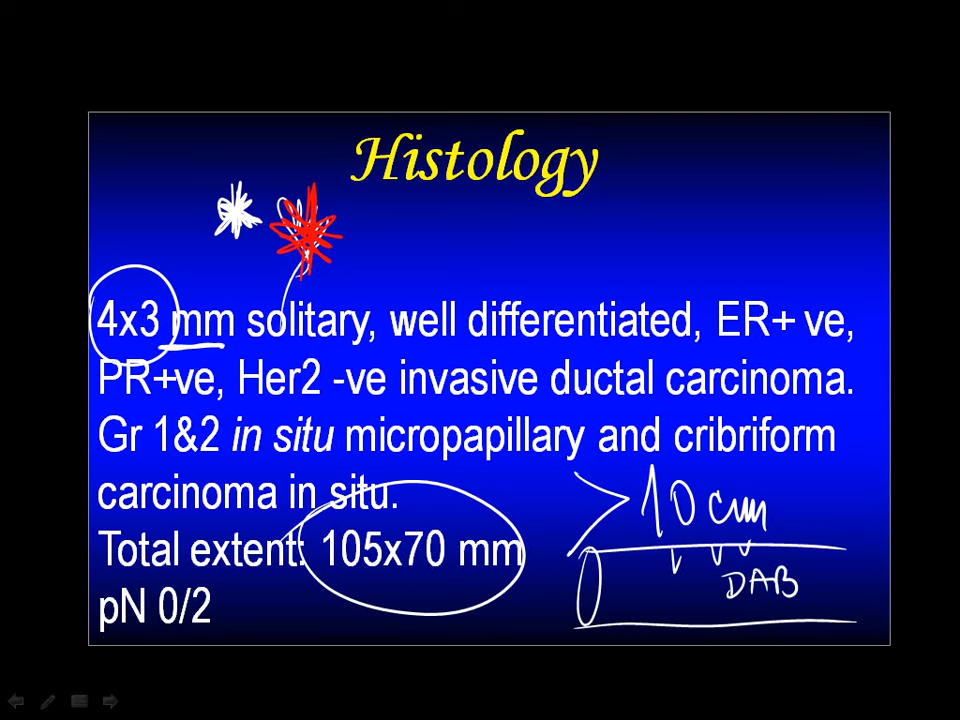 Histology
4x3 mm solitary, well differentiated, ER+ ve,
PR+ve, Her2 -ve invasive ductal carcinoma.
Gr 1&2 in situ micropapillary and cribriform
carcinoma in situ.
>10 cm
Total extent: 105x70 mm
DAB
pN 0/2